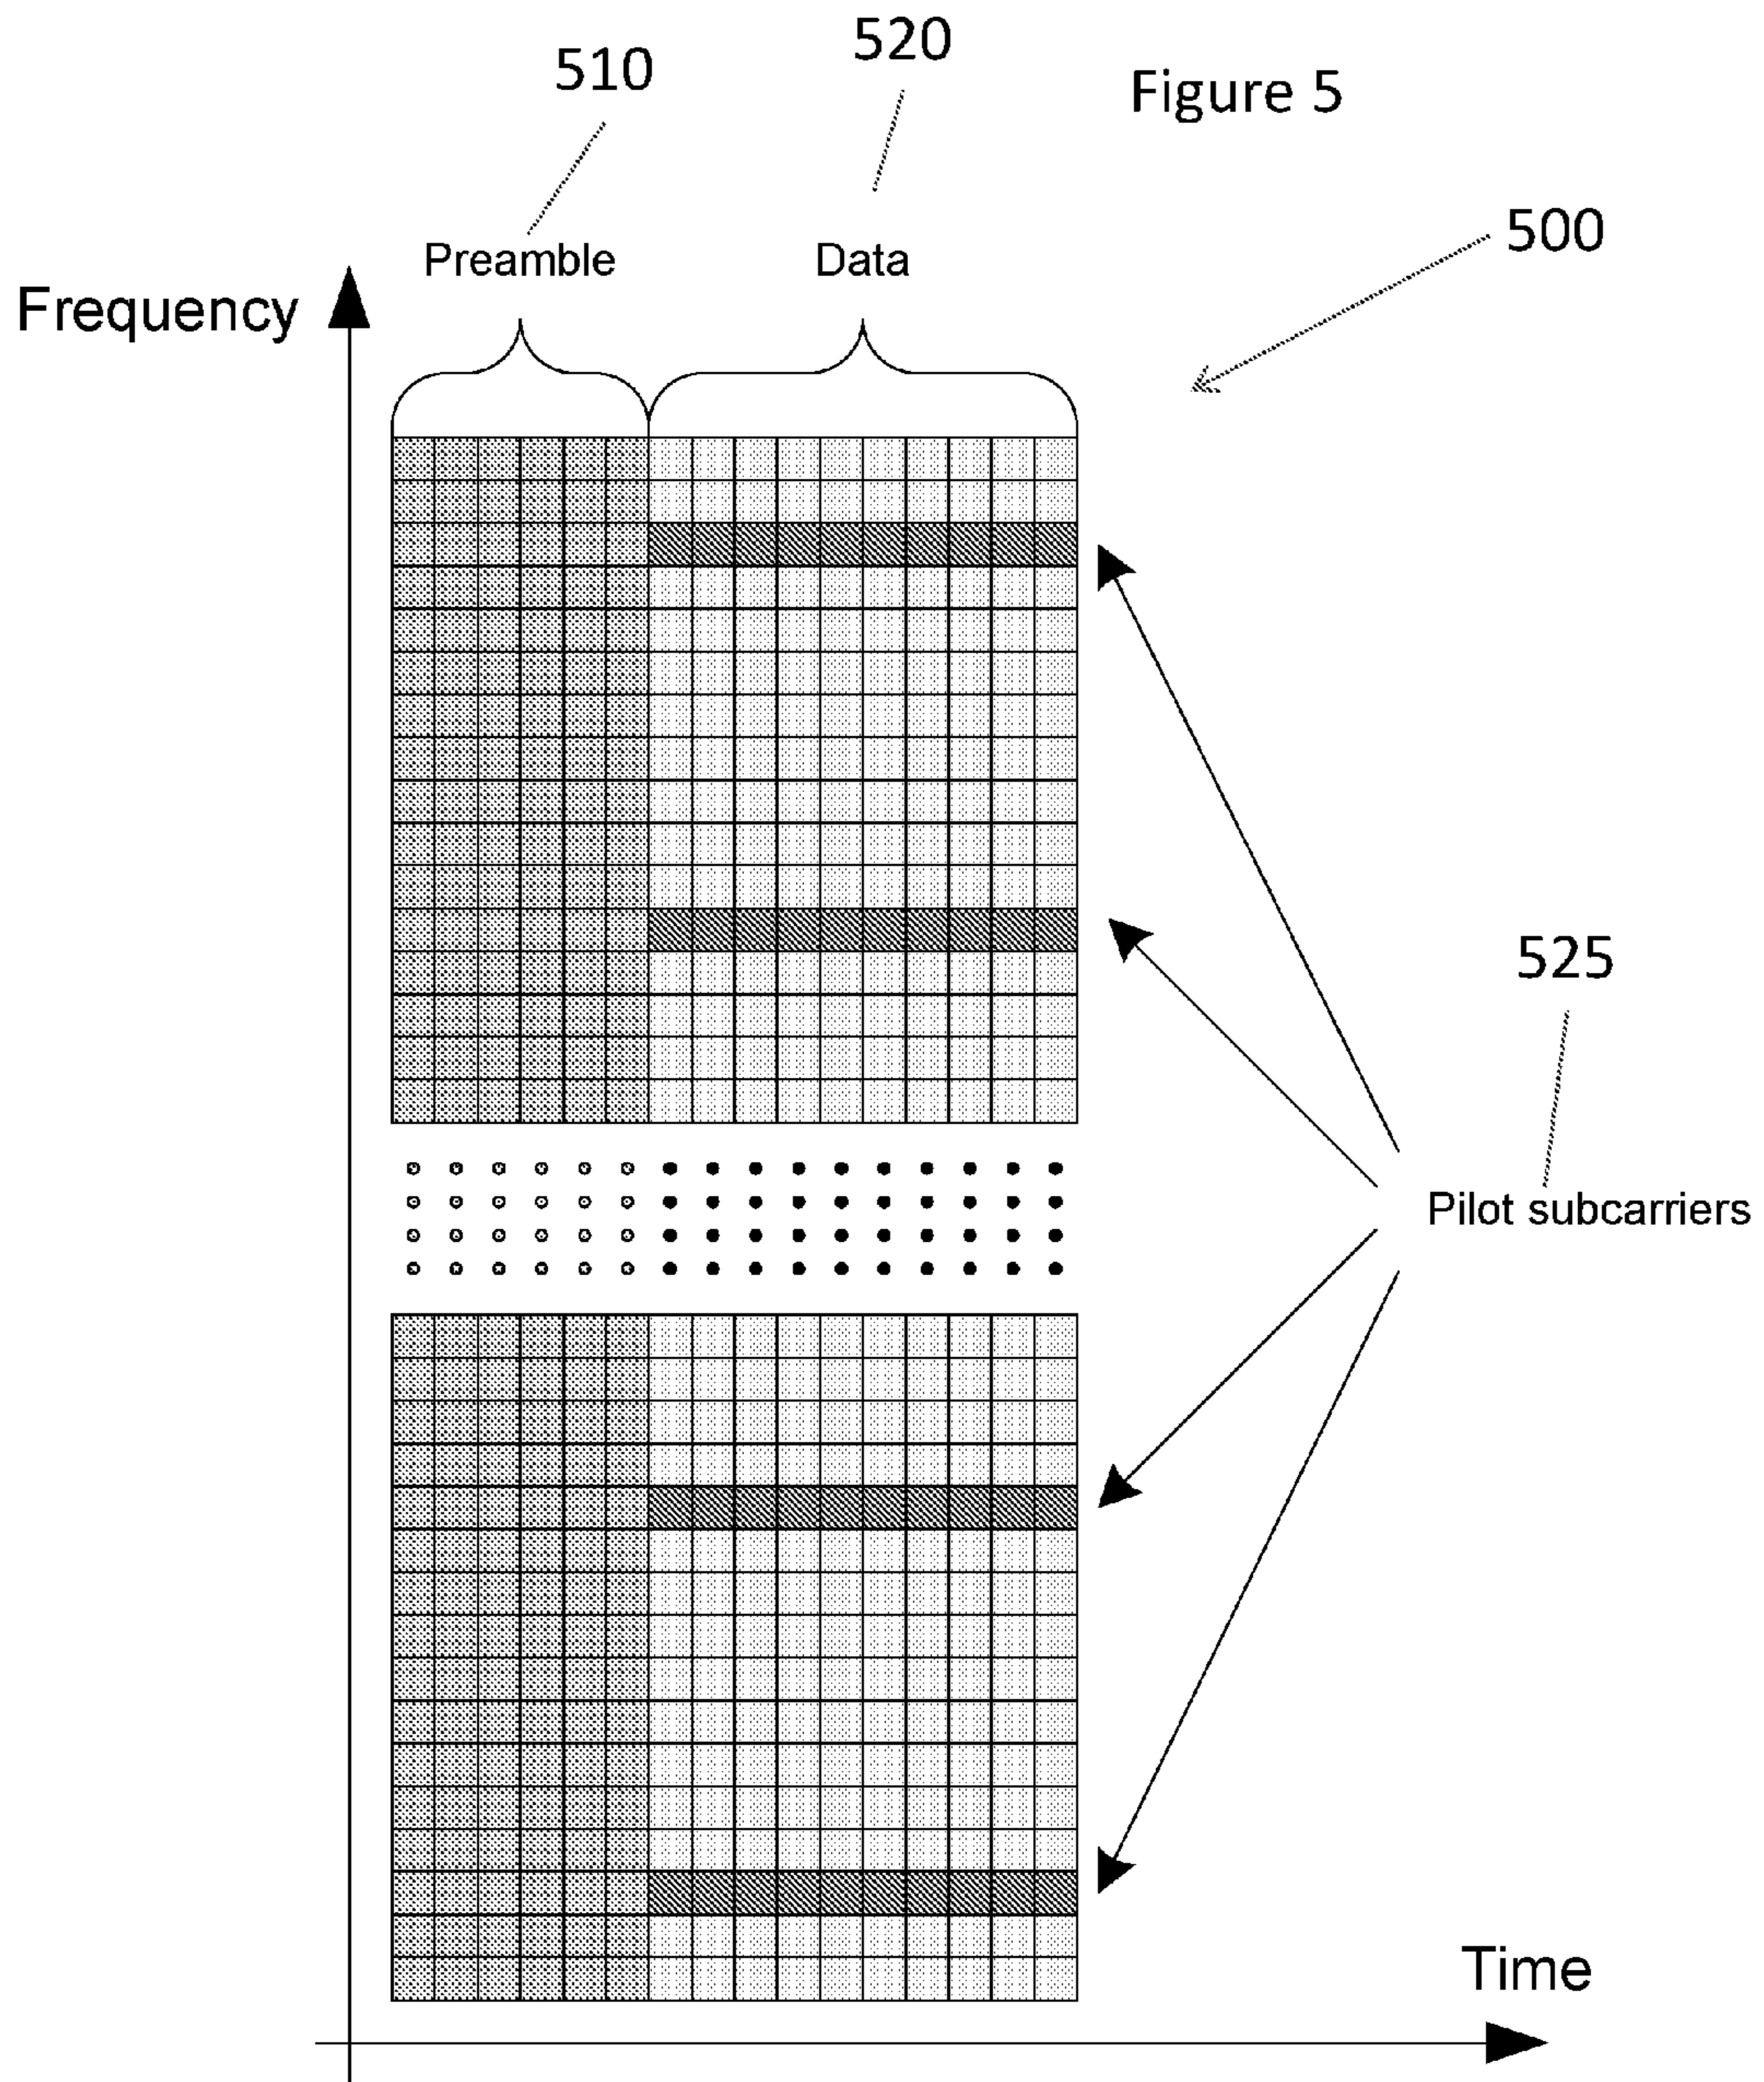 520
510
Figure 5
500
Preamble
Data
Frequency
525
Pilot subcarriers
Time